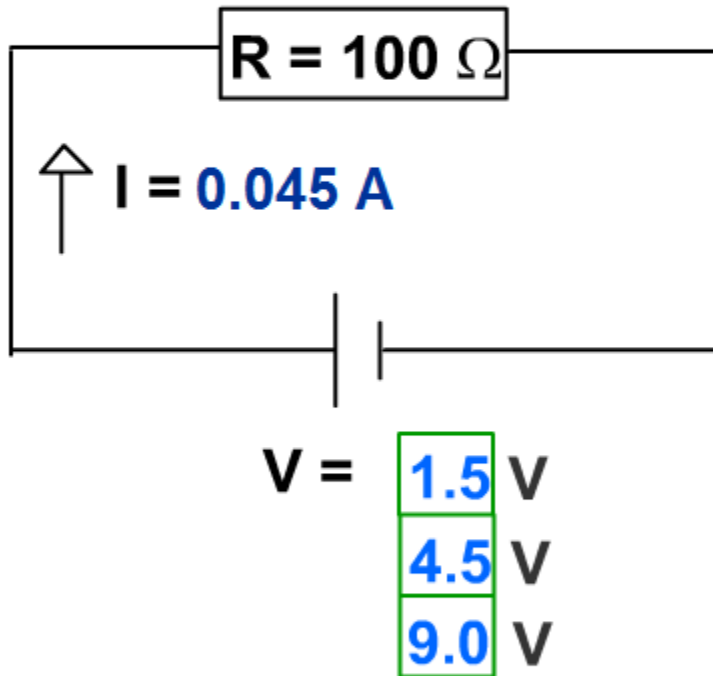 R = 100 Ω
I = 0.045 A
V = 1.5 V
4.5 V
9.0 V